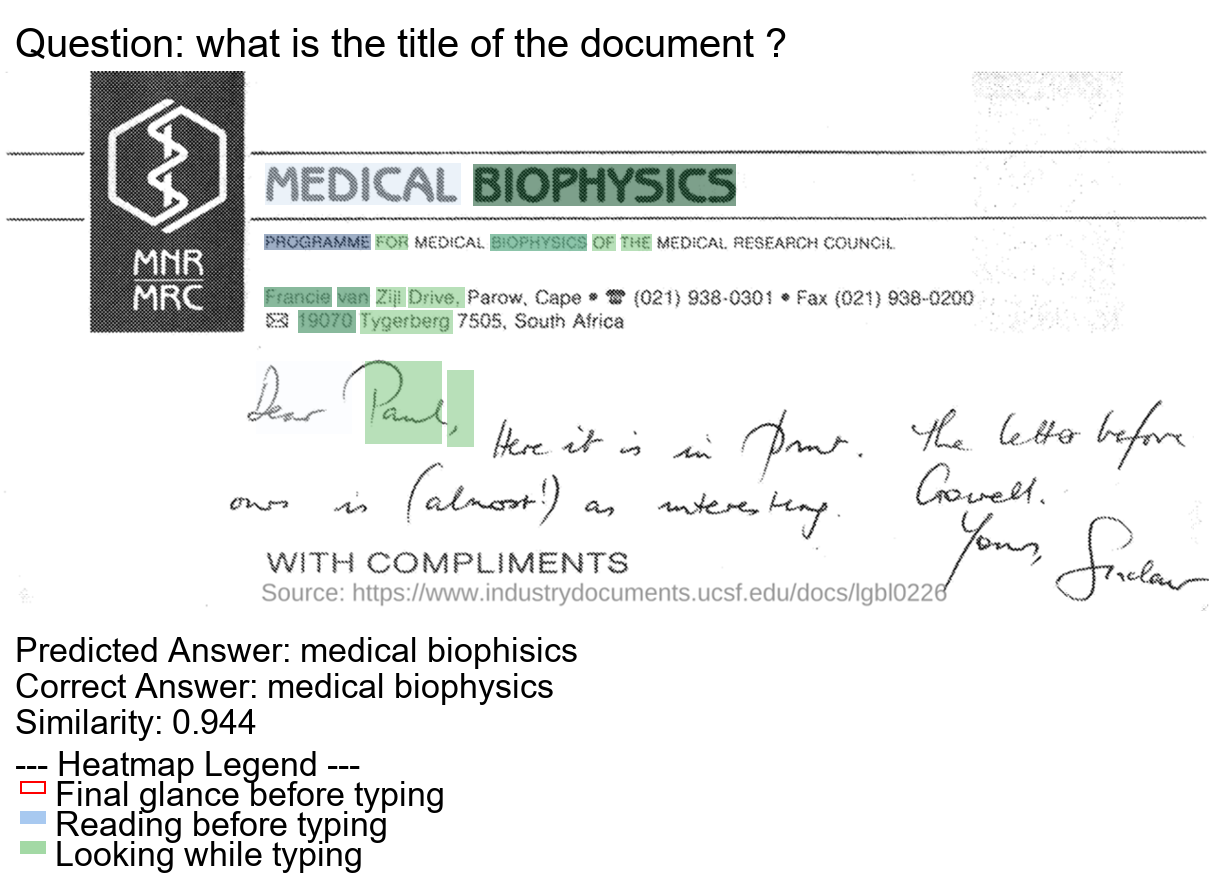 Question: what is the title of the document ?
MNR
MRC
MEDICAL BIOPHYSICS
PROGRAMME FOR MEDICAL BIOPHYSICS OF THE MEDICAL RESEARCH COUNCIL
Francie van Zijl Drive, Parow, Cape • ☎ (021) 938-0301 • Fax (021) 938-0200
✉ 19070 Tygerberg 7505, South Africa
Dear Paul,
Here it is in print. The letter before
ours is (almost!) as interesting.
Yours,
WITH COMPLIMENTS
Source: https://www.industrydocuments.ucsf.edu/docs/lgbl0226
Predicted Answer: medical biophisics
Correct Answer: medical biophysics
Similarity: 0.944
--- Heatmap Legend ---
Final glance before typing
Reading before typing
Looking while typing